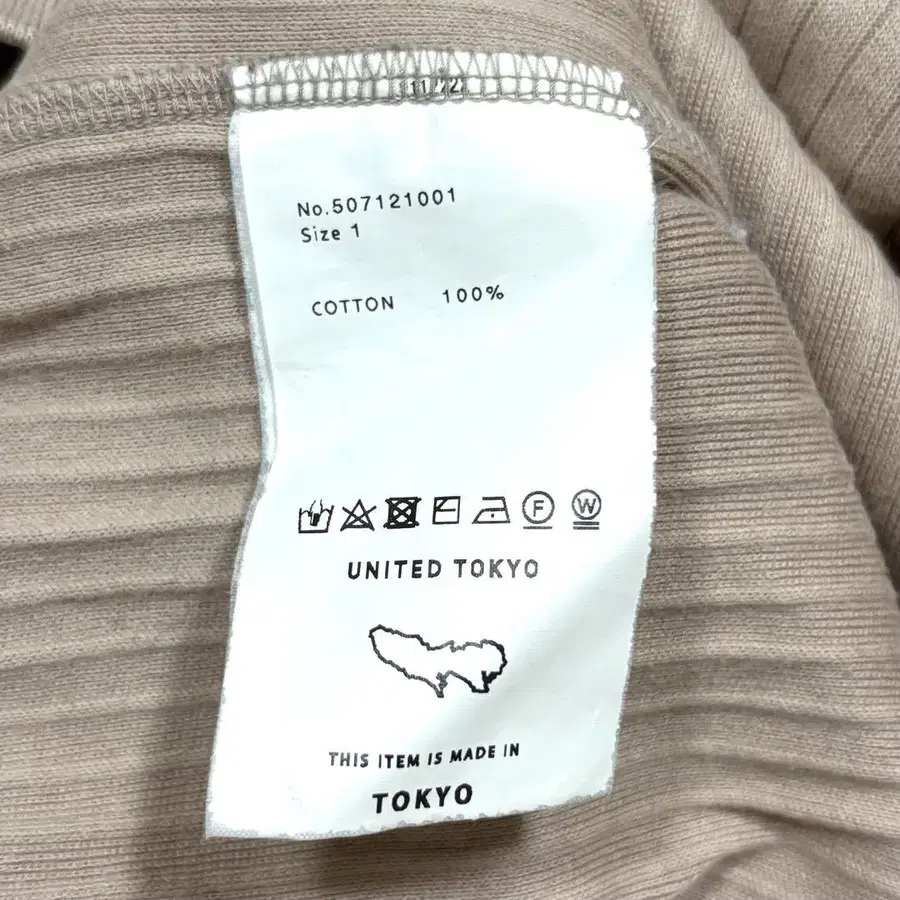 No.507121001
Size 1
COTTON 100%
F W
UNITED TOKYO
THIS ITEM IS MADE IN
TOKYO